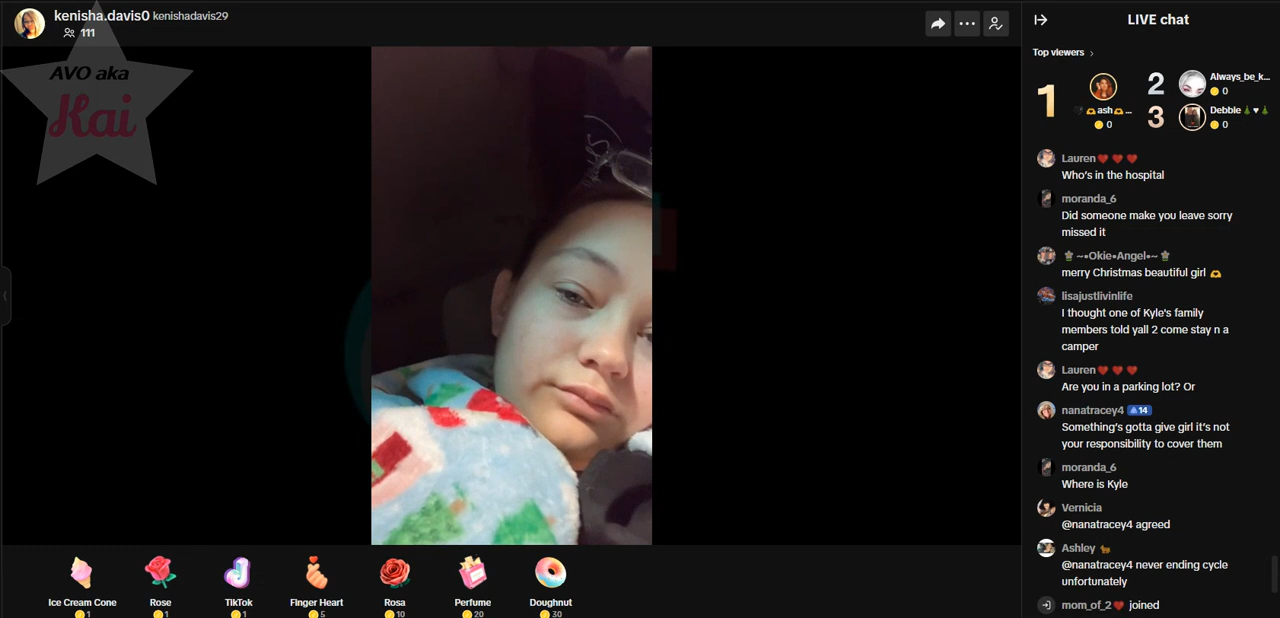 kenisha.davis0 kenishadavis29
111
AVO aka
Kai
LIVE chat
Top viewers
1
ash ...
0
2
Always_be_k...
0
3
Debbie
0
Lauren
Who's in the hospital
moranda_6
Did someone make you leave sorry
missed it
~•Okie•Angel•~
merry Christmas beautiful girl
lisajustlivinlife
I thought one of Kyle's family
members told yall 2 come stay n a
camper
Lauren
Are you in a parking lot? Or
nanatracey4 14
Something's gotta give girl it's not
your responsibility to cover them
moranda_6
Where is Kyle
Vernicia
@nanatracey4 agreed
Ashley
@nanatracey4 never ending cycle
unfortunately
mom_of_2 joined
Ice Cream Cone
1
Rose
1
TikTok
1
Finger Heart
5
Rosa
10
Perfume
20
Doughnut
30